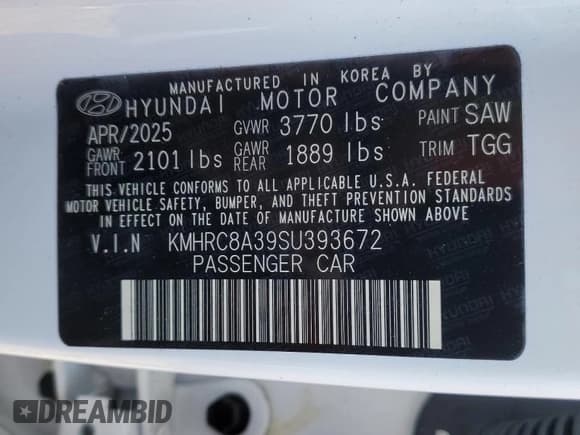 MANUFACTURED IN KOREA BY
HYUNDAI MOTOR COMPANY
APR/2025 GVWR 3770 lbs PAINT SAW
GAWR FRONT 2101 lbs GAWR REAR 1889 lbs TRIM TGG
THIS VEHICLE CONFORMS TO ALL APPLICABLE U.S.A. FEDERAL
MOTOR VEHICLE SAFETY, BUMPER, AND THEFT PREVENTION STANDARDS
IN EFFECT ON THE DATE OF MANUFACTURE SHOWN ABOVE
V.I.N KMHRC8A39SU393672
PASSENGER CAR
DREAMBID